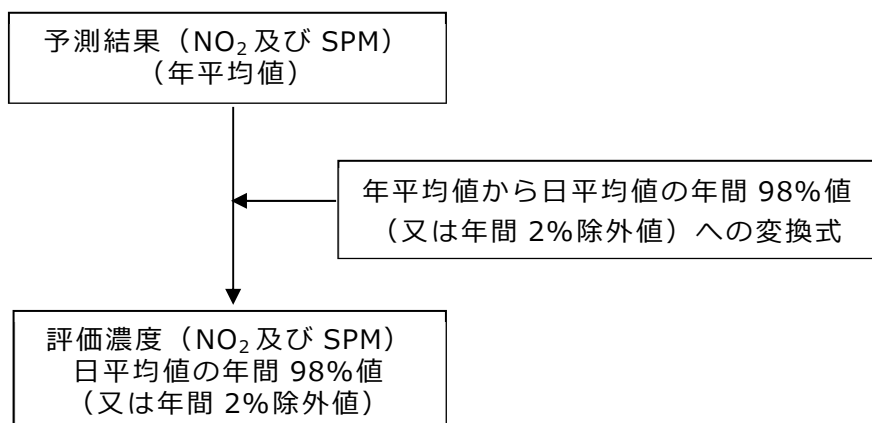 予測結果（NO₂及び SPM）
（年平均値）
年平均値から日平均値の年間 98%値
（又は年間 2%除外値）への変換式
評価濃度（NO₂及び SPM）
日平均値の年間 98%値
（又は年間 2%除外値）